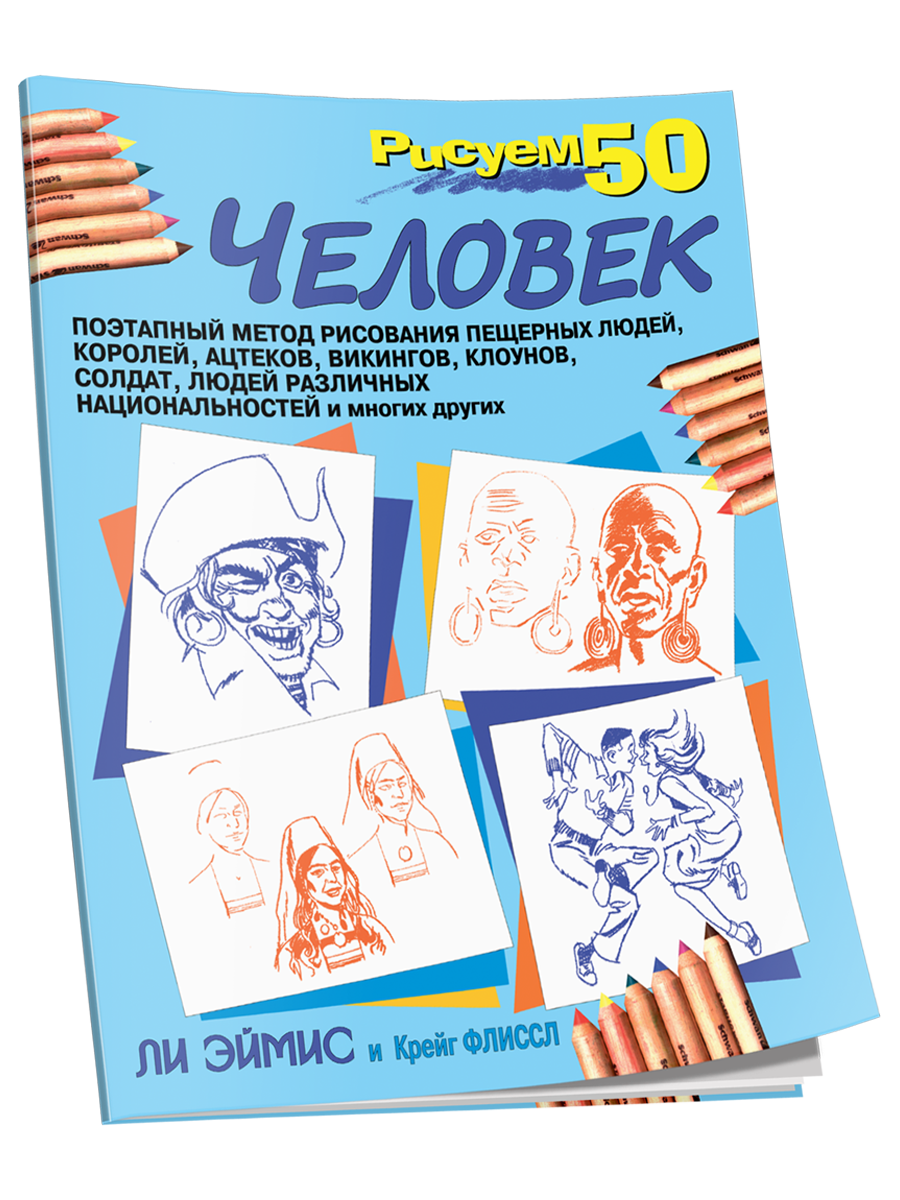 Рисуем 50
ЧЕЛОВЕК
ПОЭТАПНЫЙ МЕТОД РИСОВАНИЯ ПЕЩЕРНЫХ ЛЮДЕЙ,
КОРОЛЕЙ, АЦТЕКОВ, ВИКИНГОВ, КЛОУНОВ,
СОЛДАТ, ЛЮДЕЙ РАЗЛИЧНЫХ
НАЦИОНАЛЬНОСТЕЙ и многих других
ЛИ ЭЙМИС и Крейг ФЛИССЛ